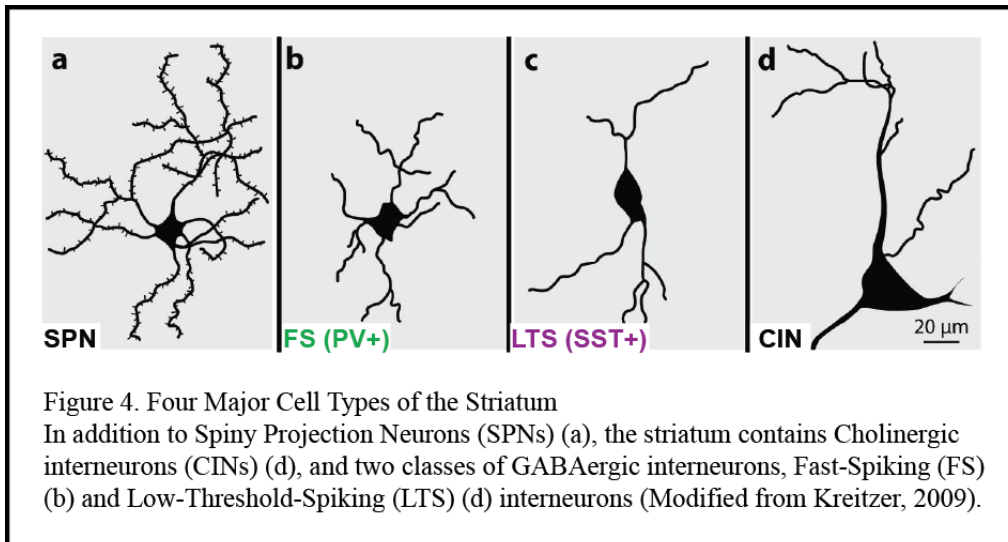 a
b
c
d
SPN
FS (PV+)
LTS (SST+)
CIN
20 µm
Figure 4. Four Major Cell Types of the Striatum
In addition to Spiny Projection Neurons (SPNs) (a), the striatum contains Cholinergic
interneurons (CINs) (d), and two classes of GABAergic interneurons, Fast-Spiking (FS)
(b) and Low-Threshold-Spiking (LTS) (d) interneurons (Modified from Kreitzer, 2009).